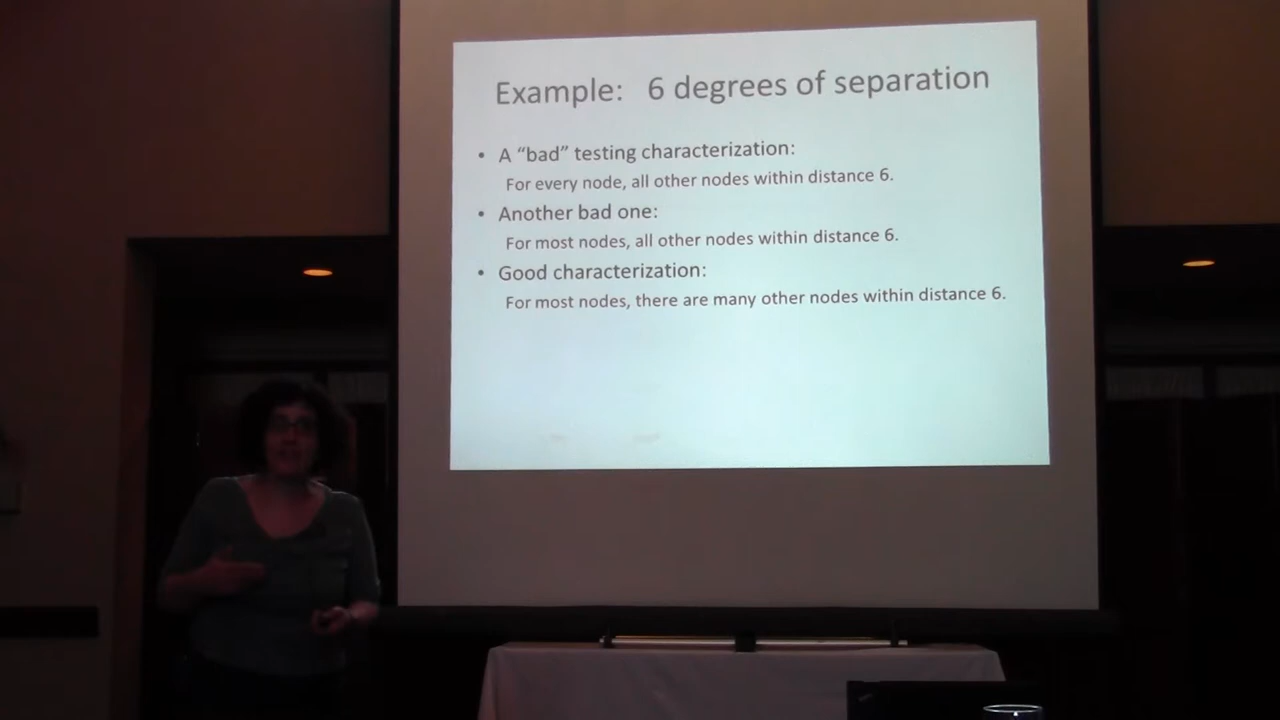 Example: 6 degrees of separation
• A “bad” testing characterization:
For every node, all other nodes within distance 6.
• Another bad one:
For most nodes, all other nodes within distance 6.
• Good characterization:
For most nodes, there are many other nodes within distance 6.